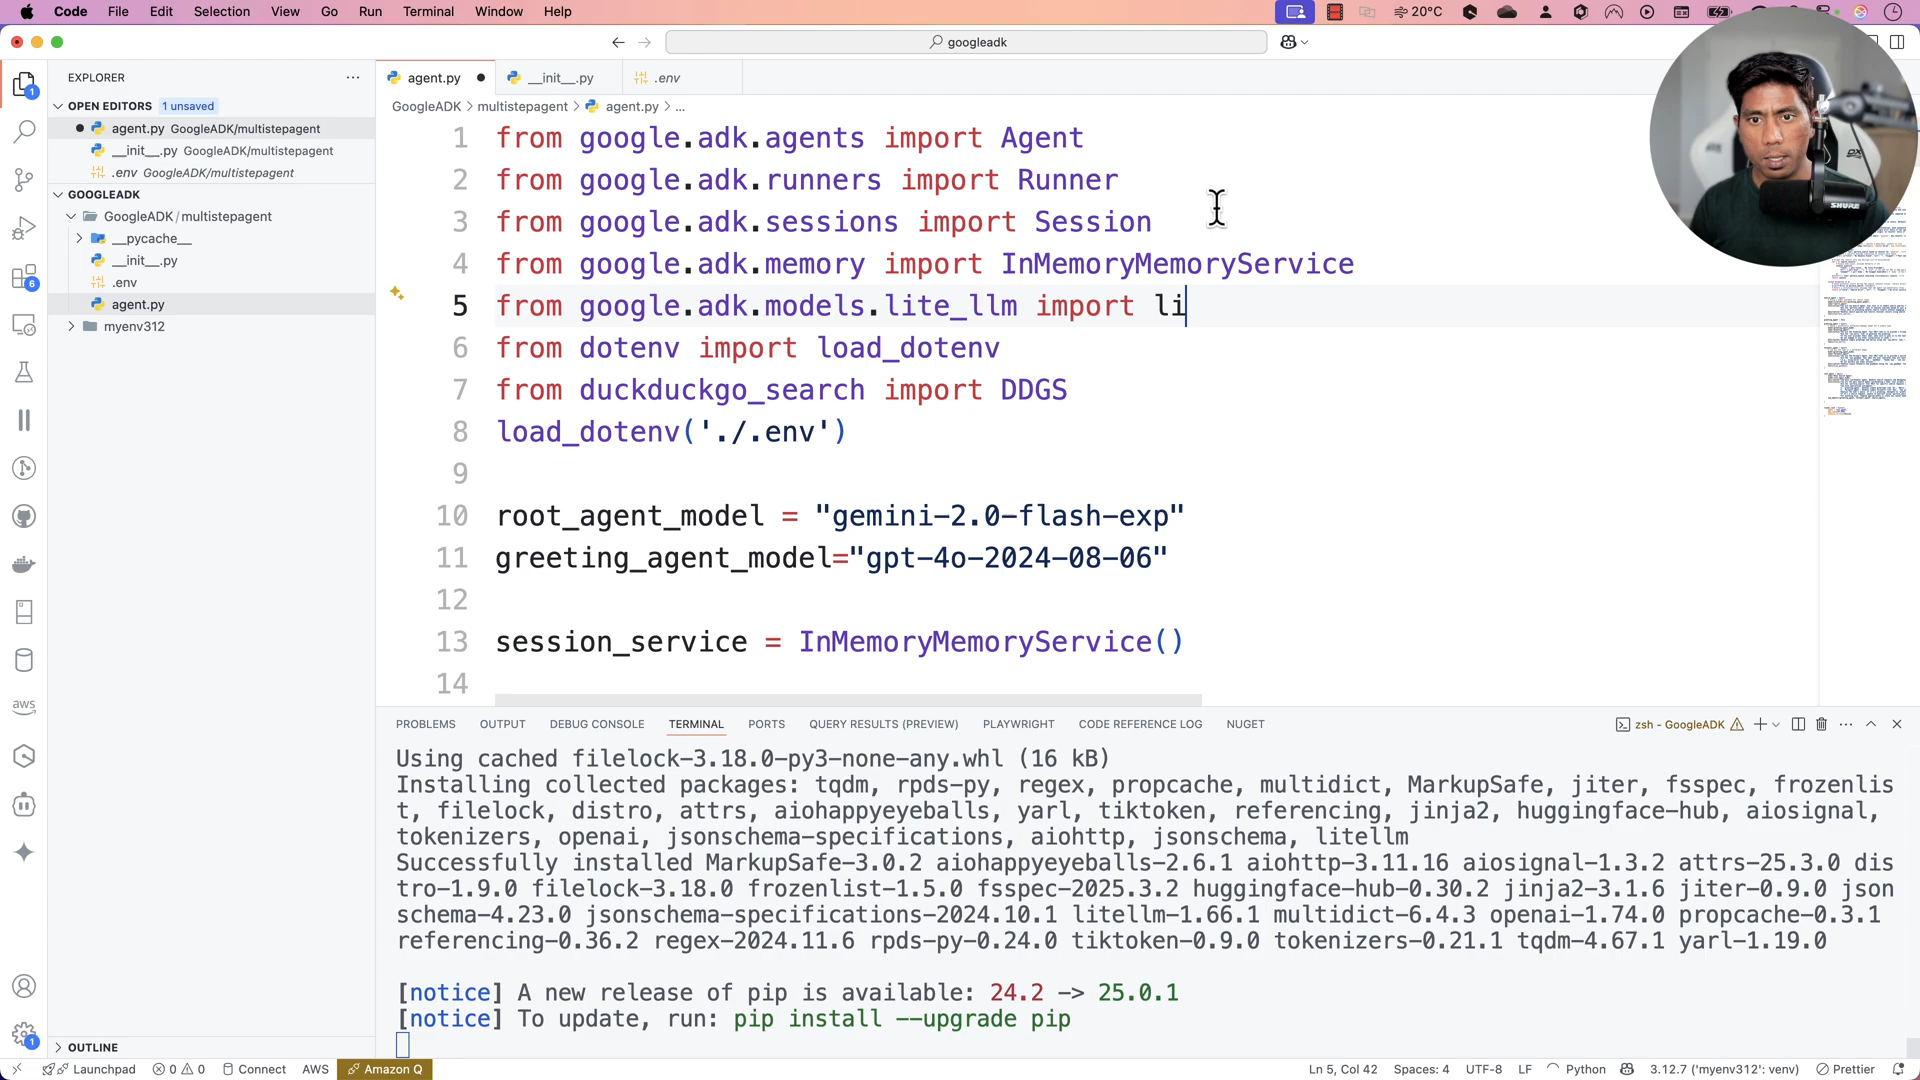 Code File Edit Selection View Go Run Terminal Window Help
20°C
googleadk
EXPLORER
OPEN EDITORS 1 unsaved
agent.py GoogleADK/multistepagent
__init__.py GoogleADK/multistepagent
.env GoogleADK/multistepagent
GOOGLEADK
GoogleADK/multistepagent
__pycache__
__init__.py
.env
agent.py
myenv312
OUTLINE
1
6
aws
1
agent.py
__init__.py
.env
GoogleADK > multistepagent > agent.py > ...
1 from google.adk.agents import Agent
2 from google.adk.runners import Runner
3 from google.adk.sessions import Session
4 from google.adk.memory import InMemoryMemoryService
5 from google.adk.models.lite_llm import li
6 from dotenv import load_dotenv
7 from duckduckgo_search import DDGS
8 load_dotenv('./.env')
9
10 root_agent_model = "gemini-2.0-flash-exp"
11 greeting_agent_model="gpt-4o-2024-08-06"
12
13 session_service = InMemoryMemoryService()
14
SHURE
PROBLEMS OUTPUT DEBUG CONSOLE TERMINAL PORTS QUERY RESULTS (PREVIEW) PLAYWRIGHT CODE REFERENCE LOG NUGET
zsh - GoogleADK
Using cached filelock-3.18.0-py3-none-any.whl (16 kB)
Installing collected packages: tqdm, rpds-py, regex, propcache, multidict, MarkupSafe, jiter, fsspec, frozenlis
t, filelock, distro, attrs, aiohappyeyeballs, yarl, tiktoken, referencing, jinja2, huggingface-hub, aiosignal,
tokenizers, openai, jsonschema-specifications, aiohttp, jsonschema, litellm
Successfully installed MarkupSafe-3.0.2 aiohappyeyeballs-2.6.1 aiohttp-3.11.16 aiosignal-1.3.2 attrs-25.3.0 dis
tro-1.9.0 filelock-3.18.0 frozenlist-1.5.0 fsspec-2025.3.2 huggingface-hub-0.30.2 jinja2-3.1.6 jiter-0.9.0 json
schema-4.23.0 jsonschema-specifications-2024.10.1 litellm-1.66.1 multidict-6.4.3 openai-1.74.0 propcache-0.3.1
referencing-0.36.2 regex-2024.11.6 rpds-py-0.24.0 tiktoken-0.9.0 tokenizers-0.21.1 tqdm-4.67.1 yarl-1.19.0
[notice] A new release of pip is available: 24.2 -> 25.0.1
[notice] To update, run: pip install --upgrade pip
Launchpad 0 0 Connect AWS Amazon Q
Ln 5, Col 42 Spaces: 4 UTF-8 LF Python 3.12.7 ('myenv312': venv) Prettier